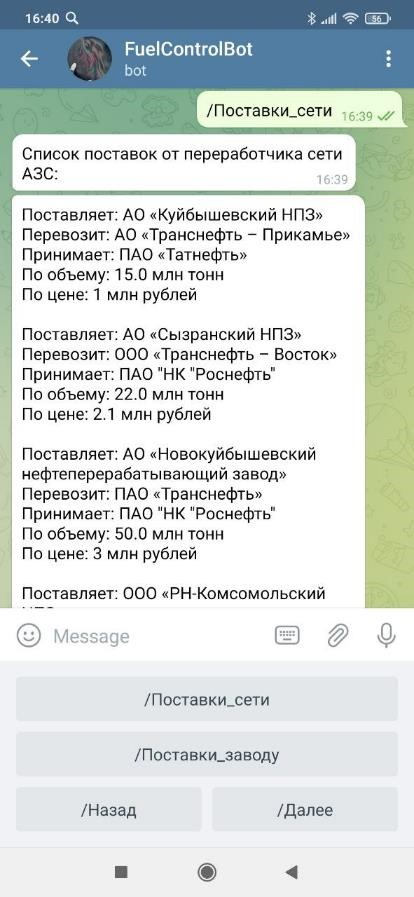 16:40
56
FuelControlBot
bot
/Поставки_сети 16:39
Список поставок от переработчика сети
АЗС:
16:39
Поставляет: АО «Куйбышевский НПЗ»
Перевозит: АО «Транснефть – Прикамье»
Принимает: ПАО «Татнефть»
По объему: 15.0 млн тонн
По цене: 1 млн рублей
Поставляет: АО «Сызранский НПЗ»
Перевозит: ООО «Транснефть – Восток»
Принимает: ПАО "НК "Роснефть"
По объему: 22.0 млн тонн
По цене: 2.1 млн рублей
Поставляет: АО «Новокуйбышевский
нефтеперерабатывающий завод»
Перевозит: ПАО «Транснефть»
Принимает: ПАО "НК "Роснефть"
По объему: 50.0 млн тонн
По цене: 3 млн рублей
Поставляет: ООО «РН-Комсомольский
Message
/Поставки_сети
/Поставки_заводу
/Назад
/Далее